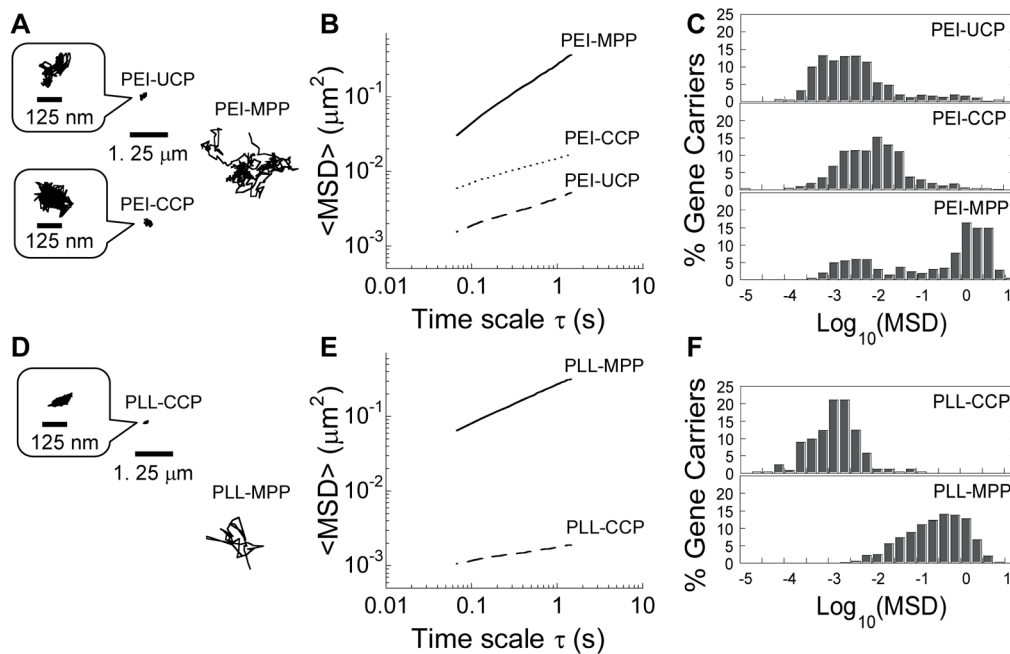 A
PEI-UCP
125 nm
PEI-MPP
1. 25 μm
PEI-CCP
125 nm
B
<MSD> (μm²)
10⁻¹
10⁻²
10⁻³
PEI-MPP
PEI-CCP
PEI-UCP
0.01 0.1 1 10
Time scale τ (s)
C
% Gene Carriers
25
20
15
10
5
0
PEI-UCP
20
15
10
5
0
PEI-CCP
20
15
10
5
0
PEI-MPP
-5 -4 -3 -2 -1 0 1
Log₁₀(MSD)
D
PLL-CCP
125 nm
1.25 μm
PLL-MPP
E
<MSD> (μm²)
10⁻¹
10⁻²
10⁻³
PLL-MPP
PLL-CCP
0.01 0.1 1 10
Time scale τ (s)
F
% Gene Carriers
25
20
15
10
5
0
PLL-CCP
20
15
10
5
0
PLL-MPP
-5 -4 -3 -2 -1 0 1
Log₁₀(MSD)